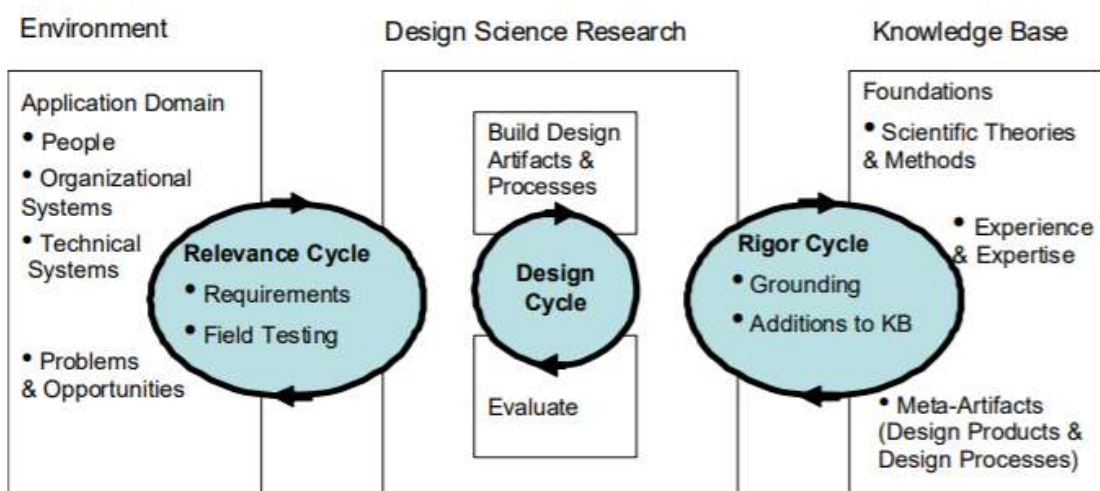 Environment
Design Science Research
Knowledge Base
Application Domain
• People
• Organizational
Systems
• Technical
Systems
• Problems
& Opportunities
Relevance Cycle
• Requirements
• Field Testing
Build Design
Artifacts &
Processes
Design
Cycle
Evaluate
Rigor Cycle
• Grounding
• Additions to KB
Foundations
• Scientific Theories
& Methods
• Experience
& Expertise
• Meta-Artifacts
(Design Products &
Design Processes)